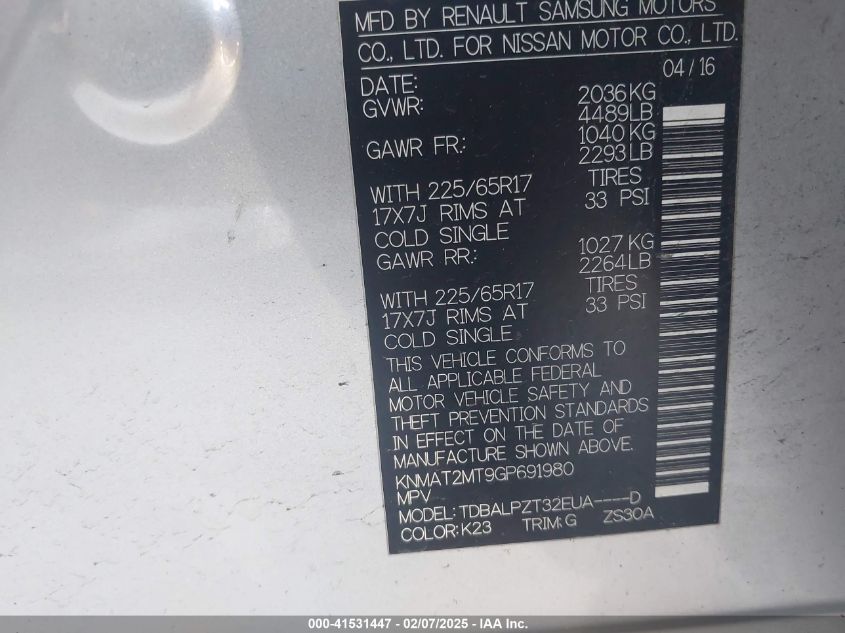 MFD BY RENAULT SAMSUNG MOTORS
CO., LTD. FOR NISSAN MOTOR CO., LTD.
DATE: 04/16
GVWR: 2036KG
4489LB
GAWR FR: 1040KG
2293LB
WITH 225/65R17 TIRES
17X7J RIMS AT 33 PSI
COLD SINGLE
GAWR RR: 1027KG
2264LB
WITH 225/65R17 TIRES
17X7J RIMS AT 33 PSI
COLD SINGLE
THIS VEHICLE CONFORMS TO
ALL APPLICABLE FEDERAL
MOTOR VEHICLE SAFETY AND
THEFT PREVENTION STANDARDS
IN EFFECT ON THE DATE OF
MANUFACTURE SHOWN ABOVE.
KNMAT2MT9GP691980
MPV
MODEL: TDBALPZT32EUA----D
COLOR:K23 TRIM:G ZS30A
000-41531447 - 02/07/2025 - IAAI.com